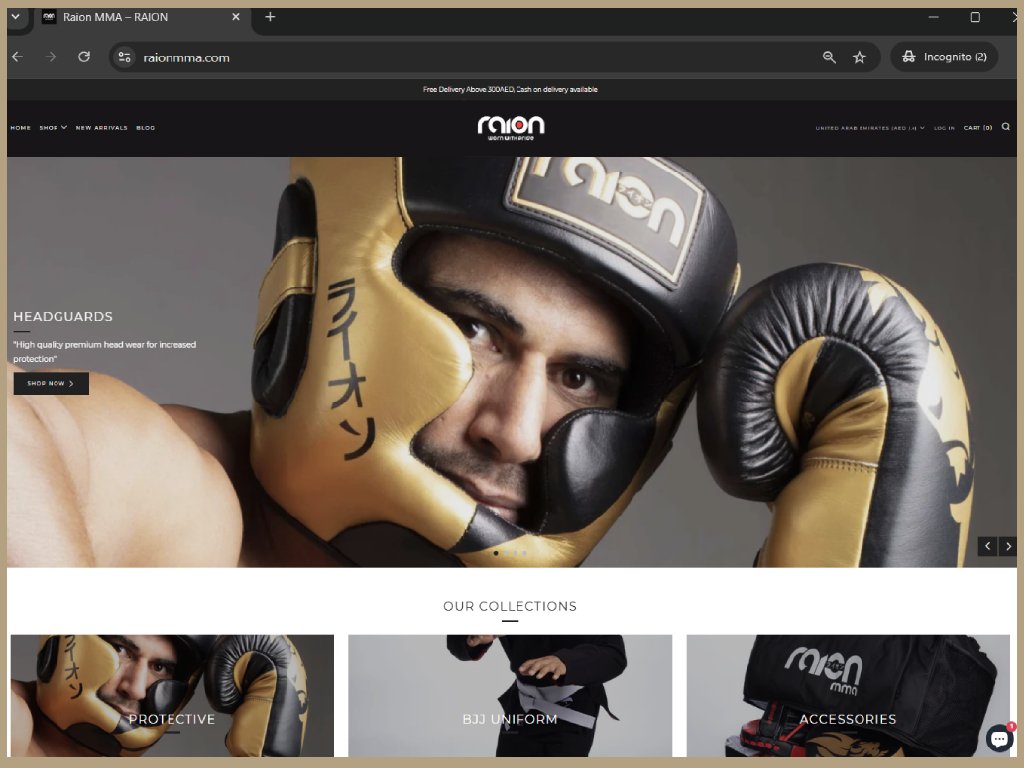 Raion MMA – RAION
raionmma.com
Incognito (2)
Free Delivery Above 300AED, Cash on delivery available
HOME SHOP NEW ARRIVALS BLOG
raion
WORN WITH PRIDE
UNITED ARAB EMIRATES (AED د.إ) LOG IN CART (0)
raion
ライオン
HEADGUARDS
"High quality premium head wear for increased
protection"
SHOP NOW
OUR COLLECTIONS
イオン
PROTECTIVE
BJJ UNIFORM
raion
mma
ACCESSORIES
1